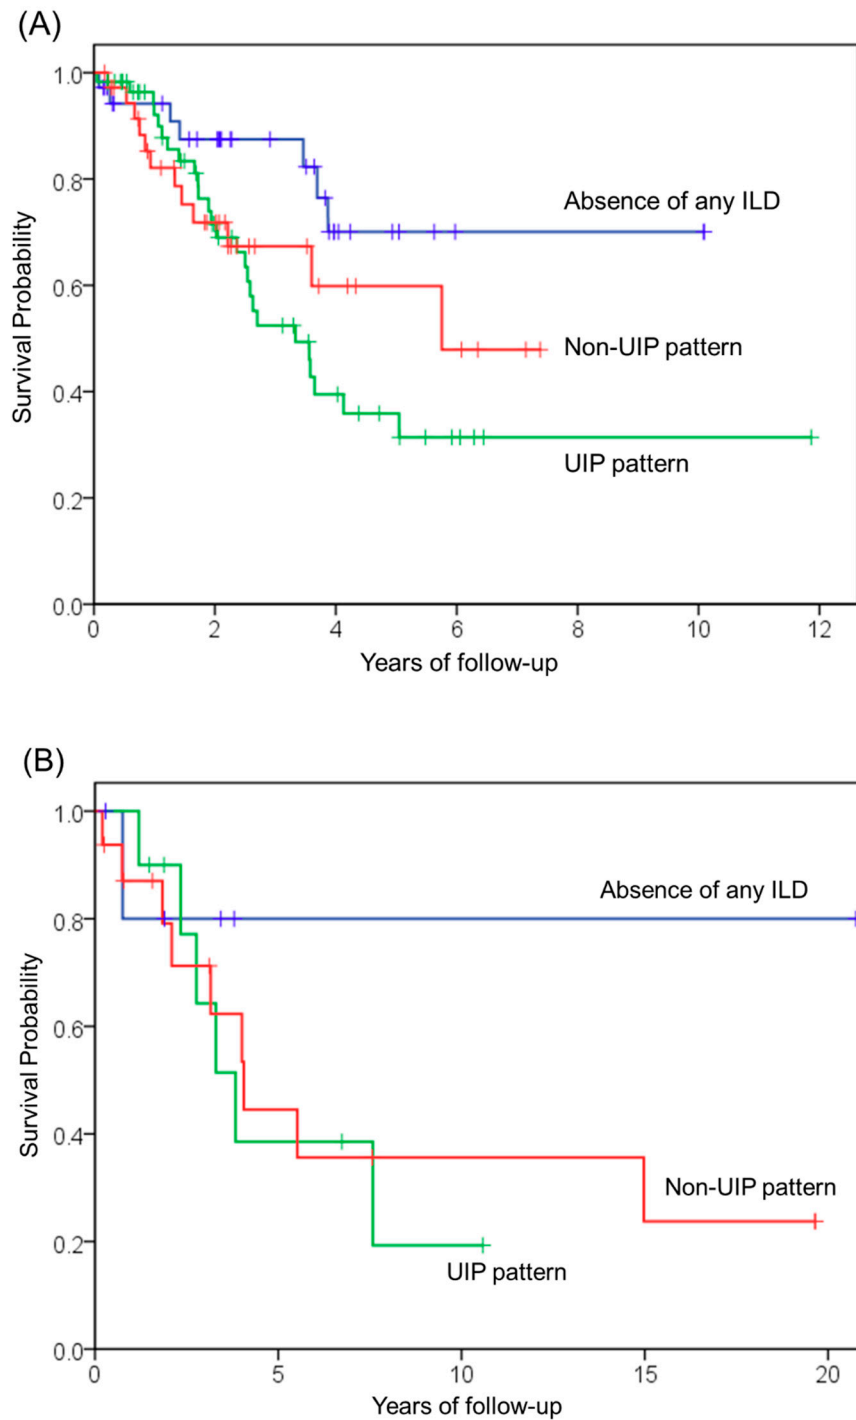 (A)
1.0
0.8
0.6
0.4
0.2
0.0
Survival Probability
Absence of any ILD
Non-UIP pattern
UIP pattern
0 2 4 6 8 10 12
Years of follow-up
(B)
1.0
0.8
0.6
0.4
0.2
0.0
Survival Probability
Absence of any ILD
Non-UIP pattern
UIP pattern
0 5 10 15 20
Years of follow-up